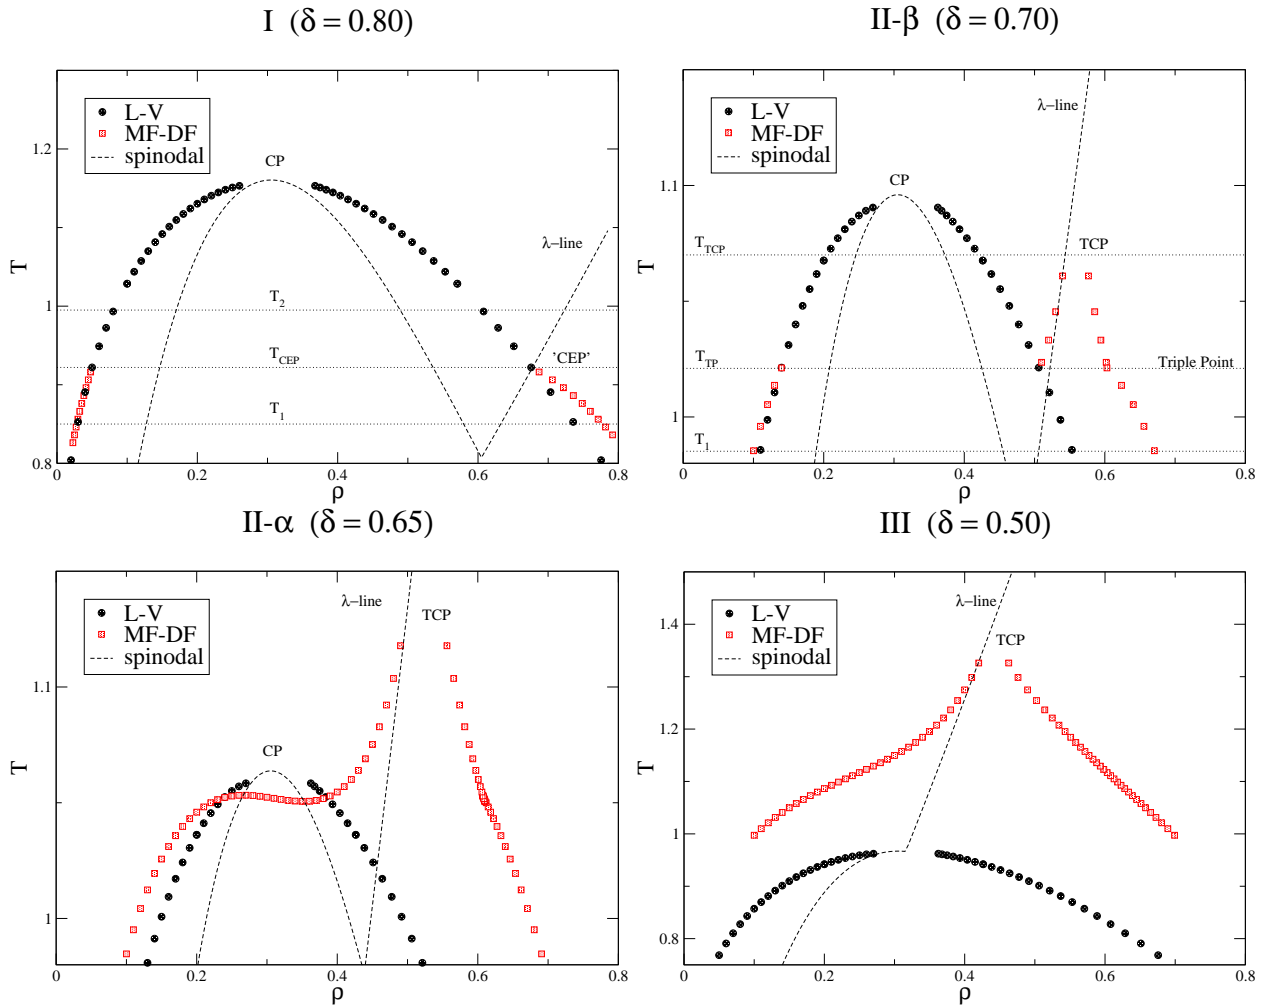 I (δ = 0.80)
L-V
MF-DF
spinodal
CP
λ-line
T2
TCEP
'CEP'
T1
T
1.2
1
0.8
0
0.2
0.4
0.6
0.8
ρ
II-β (δ = 0.70)
L-V
MF-DF
spinodal
λ-line
CP
TTCP
TCP
TTP
Triple Point
T1
T
1.1
1
0
0.2
0.4
0.6
0.8
ρ
II-α (δ = 0.65)
L-V
MF-DF
spinodal
λ-line
TCP
CP
T
1.1
1
0
0.2
0.4
0.6
0.8
ρ
III (δ = 0.50)
L-V
MF-DF
spinodal
λ-line
TCP
T
1.4
1.2
1
0.8
0
0.2
0.4
0.6
0.8
ρ